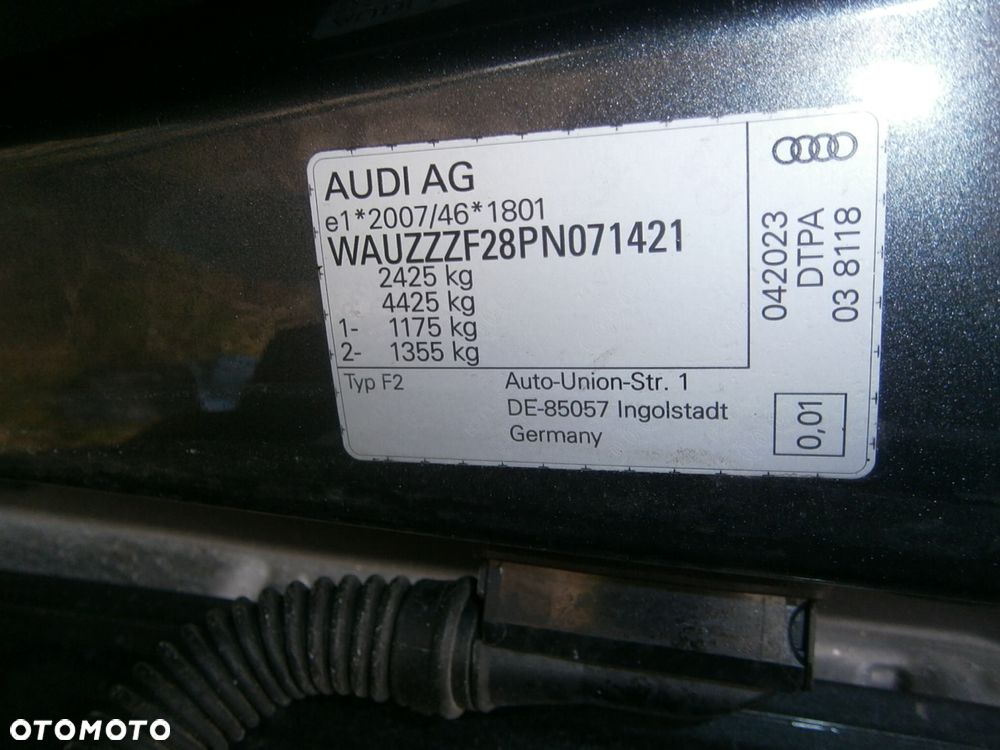 AUDI AG
e1*2007/46*1801
WAUZZZF28PN071421
2425 kg
4425 kg
1- 1175 kg
2- 1355 kg
Typ F2
Auto-Union-Str. 1
DE-85057 Ingolstadt
Germany
042023
DTPA
03 8118
0,01
OTOMOTO